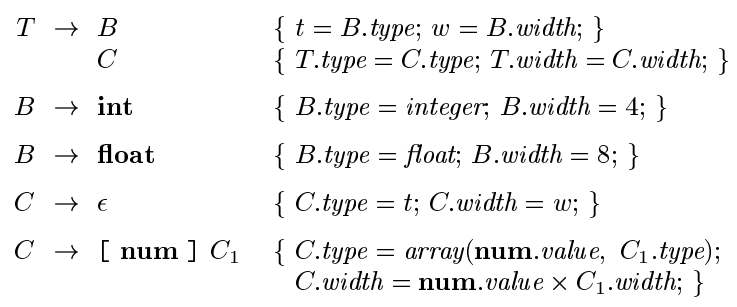 T → B { t = B.type; w = B.width; }
C { T.type = C.type; T.width = C.width; }
B → int { B.type = integer; B.width = 4; }
B → float { B.type = float; B.width = 8; }
C → ϵ { C.type = t; C.width = w; }
C → [ num ] C₁ { C.type = array(num.value, C₁.type);
C.width = num.value × C₁.width; }